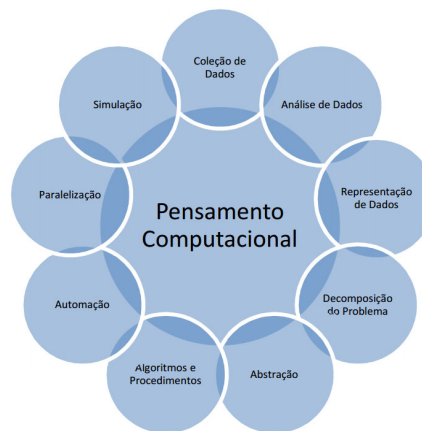 Coleção de
Dados
Análise de Dados
Representação
de Dados
Decomposição
do Problema
Abstração
Algoritmos e
Procedimentos
Automação
Paralelização
Simulação
Pensamento
Computacional